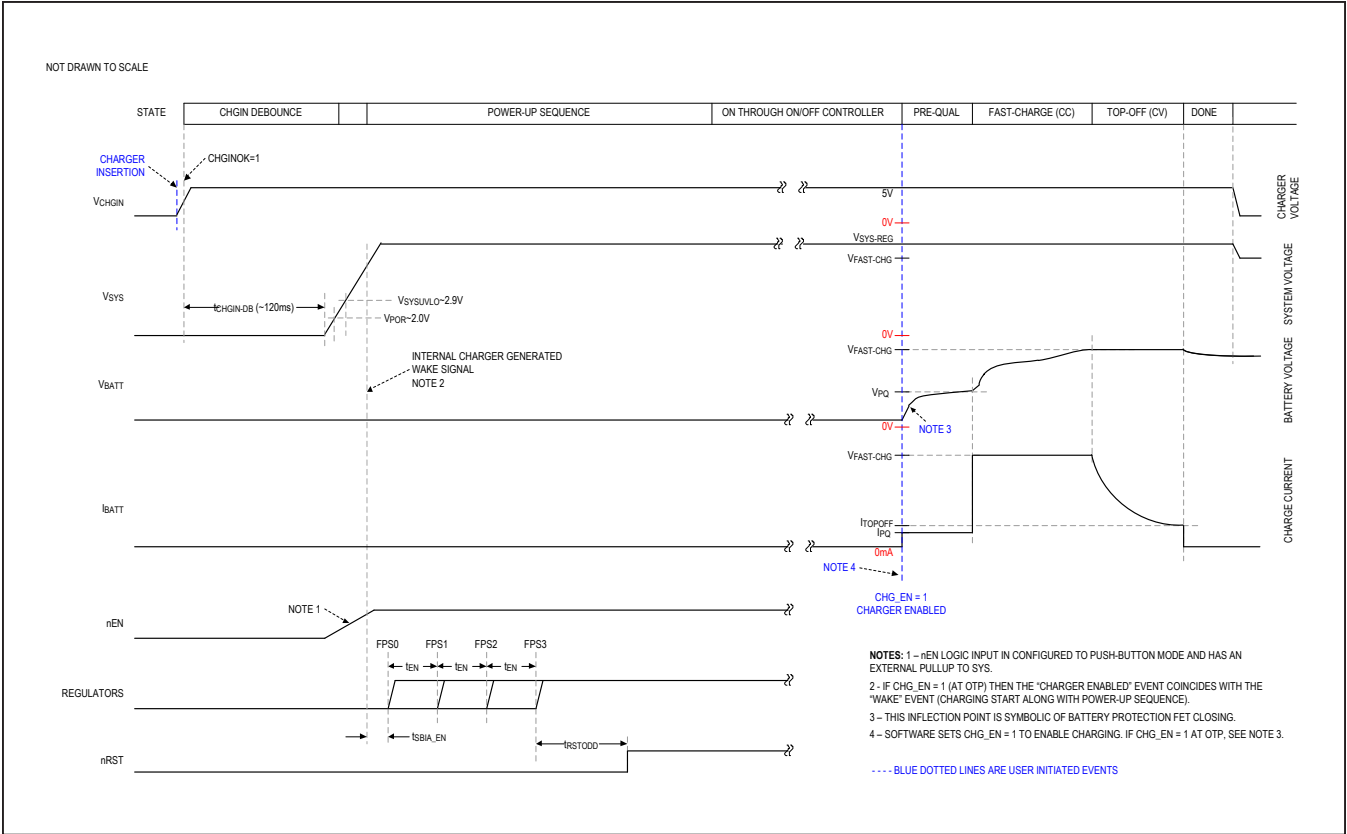 NOT DRAWN TO SCALE
STATE
CHGIN DEBOUNCE
POWER-UP SEQUENCE
ON THROUGH ON/OFF CONTROLLER
PRE-QUAL
FAST-CHARGE (CC)
TOP-OFF (CV)
DONE
CHARGER
INSERTION
CHGINOK=1
VCHGIN
5V
0V
CHARGER
VOLTAGE
VSYS-REG
VFAST-CHG
VSYS
tCHGIN-DB (~120ms)
VSYSUVLO~2.9V
VPOR~2.0V
0V
SYSTEM VOLTAGE
INTERNAL CHARGER GENERATED
WAKE SIGNAL
NOTE 2
VFAST-CHG
VBATT
VPQ
0V
NOTE 3
BATTERY VOLTAGE
VFAST-CHG
IBATT
ITOPOFF
IPQ
0mA
CHARGE CURRENT
NOTE 4
CHG_EN = 1
CHARGER ENABLED
NOTE 1
nEN
FPS0
FPS1
FPS2
FPS3
tEN
tEN
tEN
REGULATORS
tSBIA_EN
tRSTODD
nRST
NOTES: 1 – nEN LOGIC INPUT IN CONFIGURED TO PUSH-BUTTON MODE AND HAS AN
EXTERNAL PULLUP TO SYS.
2 - IF CHG_EN = 1 (AT OTP) THEN THE “CHARGER ENABLED” EVENT COINCIDES WITH THE
“WAKE” EVENT (CHARGING START ALONG WITH POWER-UP SEQUENCE).
3 – THIS INFLECTION POINT IS SYMBOLIC OF BATTERY PROTECTION FET CLOSING.
4 – SOFTWARE SETS CHG_EN = 1 TO ENABLE CHARGING. IF CHG_EN = 1 AT OTP, SEE NOTE 3.
- - - - BLUE DOTTED LINES ARE USER INITIATED EVENTS